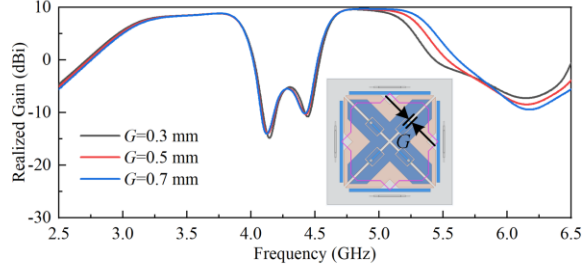 20
10
0
-10
-20
-30
Realized Gain (dBi)
G=0.3 mm
G=0.5 mm
G=0.7 mm
G
2.5 3.0 3.5 4.0 4.5 5.0 5.5 6.0 6.5
Frequency (GHz)